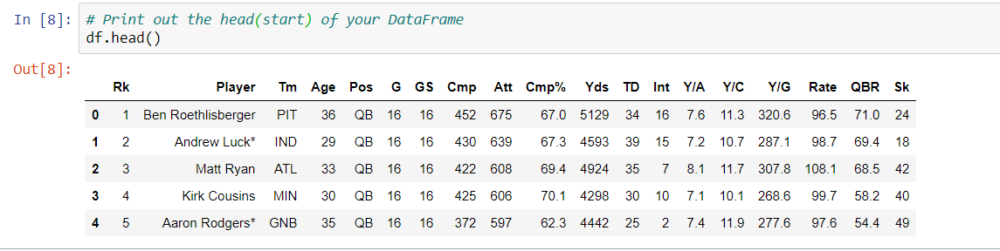 In [8]: # Print out the head(start) of your DataFrame
df.head()
Out[8]:
Rk Player Tm Age Pos G GS Cmp Att Cmp% Yds TD Int Y/A Y/C Y/G Rate QBR Sk
0 1 Ben Roethlisberger PIT 36 QB 16 16 452 675 67.0 5129 34 16 7.6 11.3 320.6 96.5 71.0 24
1 2 Andrew Luck* IND 29 QB 16 16 430 639 67.3 4593 39 15 7.2 10.7 287.1 98.7 69.4 18
2 3 Matt Ryan ATL 33 QB 16 16 422 608 69.4 4924 35 7 8.1 11.7 307.8 108.1 68.5 42
3 4 Kirk Cousins MIN 30 QB 16 16 425 606 70.1 4298 30 10 7.1 10.1 268.6 99.7 58.2 40
4 5 Aaron Rodgers* GNB 35 QB 16 16 372 597 62.3 4442 25 2 7.4 11.9 277.6 97.6 54.4 49